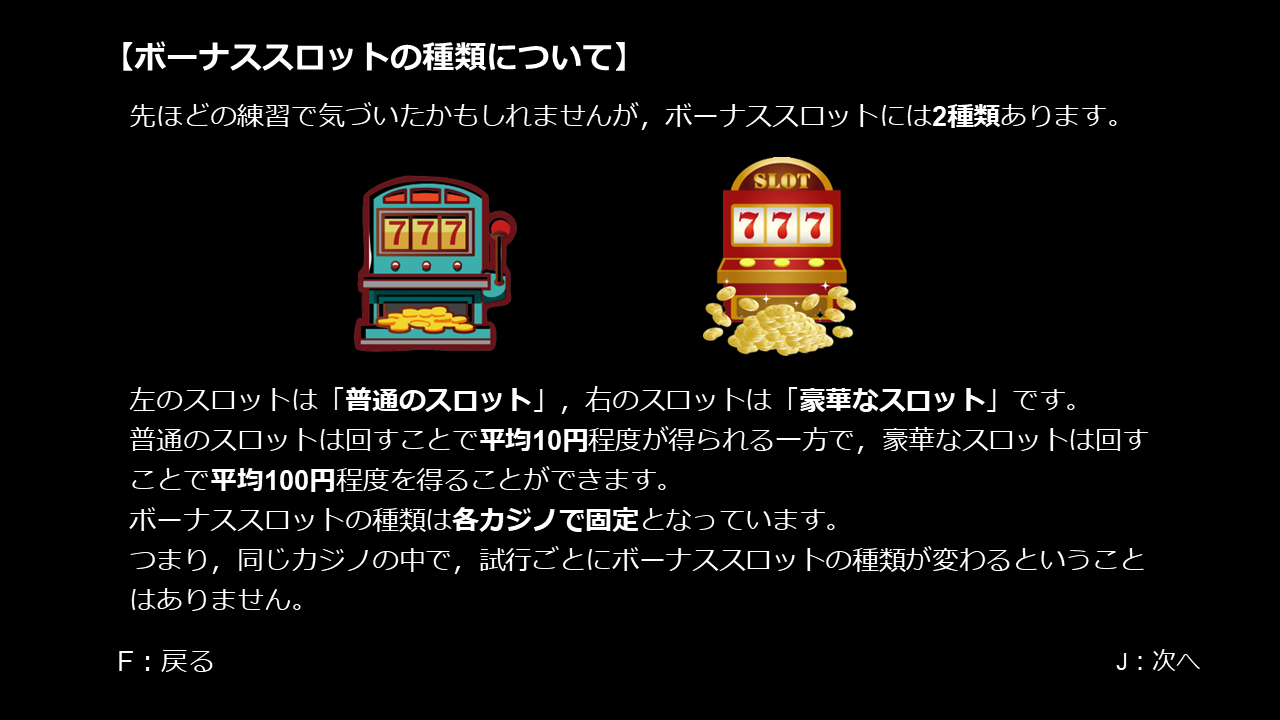 【ボーナススロットの種類について】
先ほどの練習で気づいたかもしれませんが，ボーナススロットには2種類あります。
SLOT
777
777
左のスロットは「普通のスロット」，右のスロットは「豪華なスロット」です。
普通のスロットは回すことで平均10円程度が得られる一方で，豪華なスロットは回す
ことで平均100円程度を得ることができます。
ボーナススロットの種類は各カジノで固定となっています。
つまり，同じカジノの中で，試行ごとにボーナススロットの種類が変わるということ
はありません。
F：戻る
J：次へ